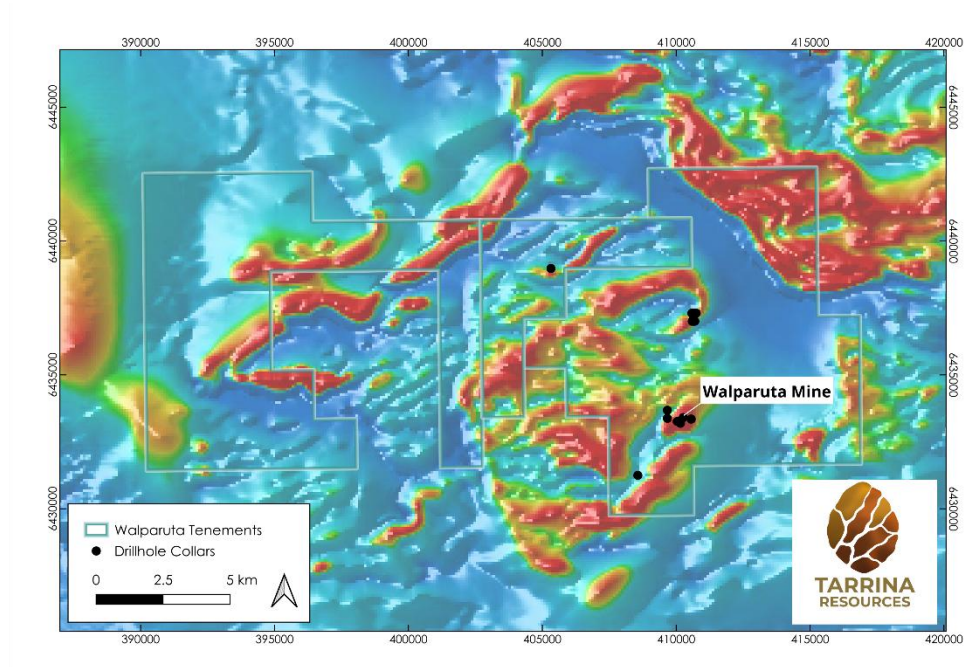 390000 395000 400000 405000 410000 415000 420000
6445000 6445000
6440000 6440000
6435000 6435000
Walparuta Mine
6430000 6430000
Walparuta Tenements
Drillhole Collars
0 2.5 5 km
TARRINA
RESOURCES
390000 395000 400000 405000 410000 415000 420000